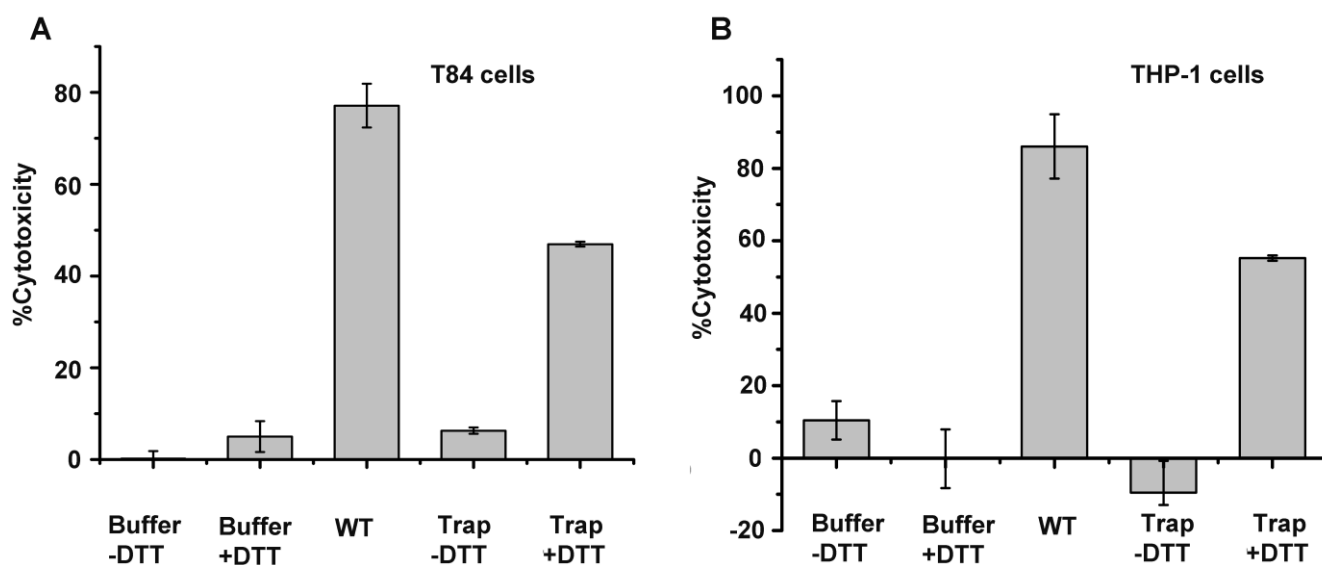 A
T84 cells
%Cytotoxicity
80
60
40
20
0
Buffer
-DTT
Buffer
+DTT
WT
Trap
-DTT
Trap
+DTT
B
THP-1 cells
%Cytotoxicity
100
80
60
40
20
0
-20
Buffer
-DTT
Buffer
+DTT
WT
Trap
-DTT
Trap
+DTT